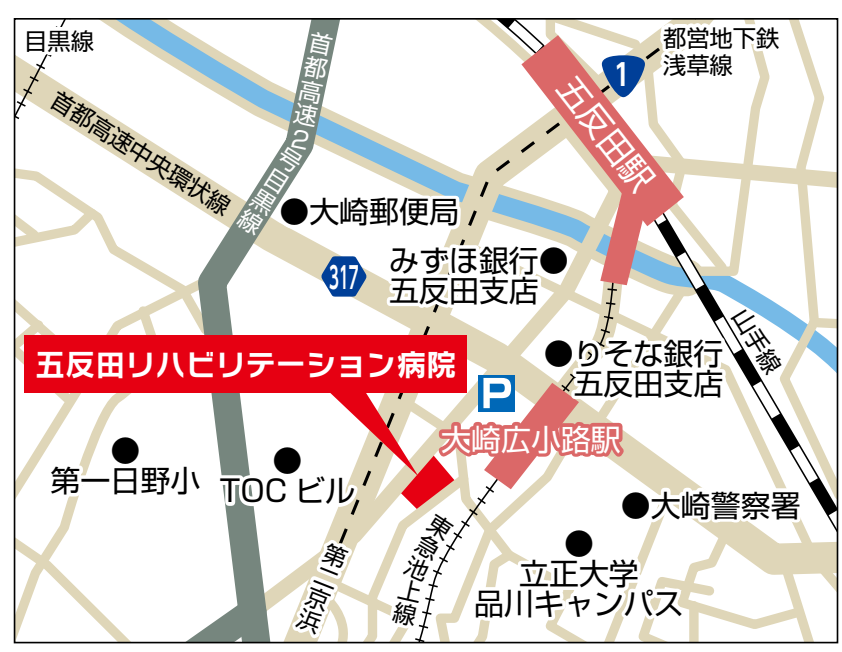 目黒線
首都高速2号目黒線
都営地下鉄
浅草線
1
五反田駅
首都高速中央環状線
大崎郵便局
317
みずほ銀行
五反田支店
山手線
りそな銀行
五反田支店
五反田リハビリテーション病院
P
大崎広小路駅
第一日野小
TOC ビル
大崎警察署
東急池上線
第二京浜
立正大学
品川キャンパス